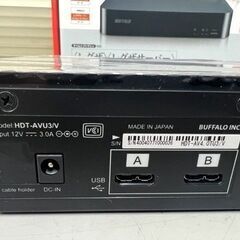 BUFFALO
Model HDT-AVU3/V
Input 12V 3.0A
VCCI
MADE IN JAPAN
BUFFALO INC.
S/N
HDT-AV4.0TU3/V
cable holder
DC-IN
USB
A
B